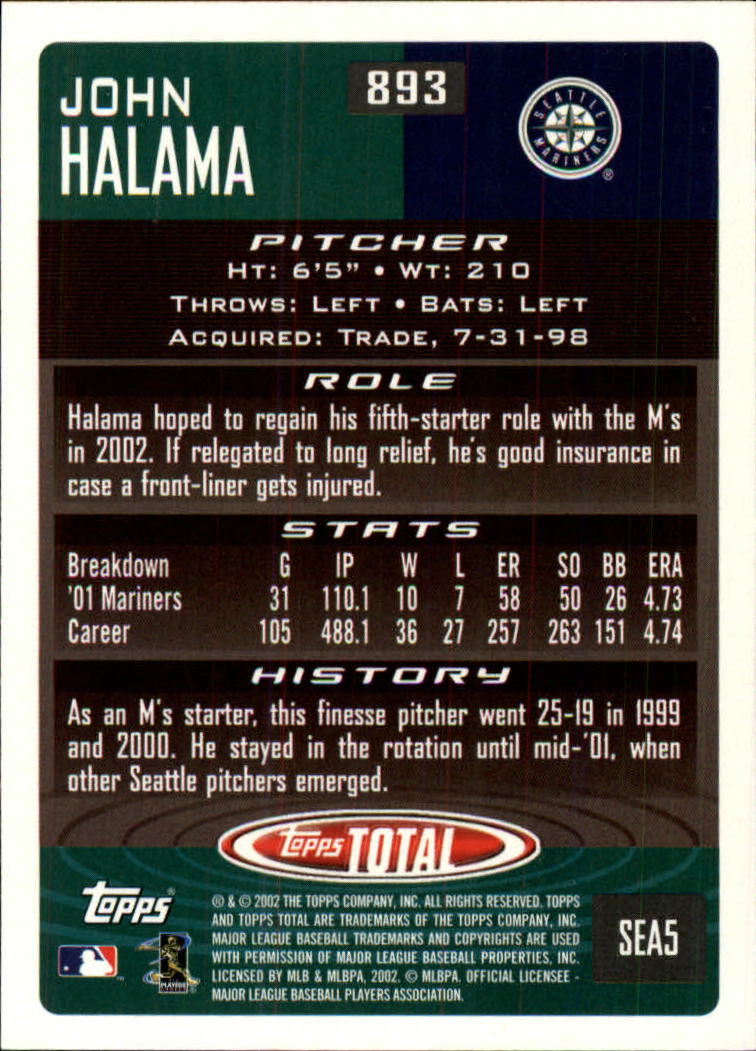 JOHN
HALAMA
893
SEATTLE
MARINERS
®
PITCHER
HT: 6'5" • WT: 210
THROWS: LEFT • BATS: LEFT
ACQUIRED: TRADE, 7-31-98
ROLE
Halama hoped to regain his fifth-starter role with the M's
in 2002. If relegated to long relief, he's good insurance in
case a front-liner gets injured.
STATS
Breakdown G IP W L ER SO BB ERA
'01 Mariners 31 110.1 10 7 58 50 26 4.73
Career 105 488.1 36 27 257 263 151 4.74
HISTORY
As an M's starter, this finesse pitcher went 25-19 in 1999
and 2000. He stayed in the rotation until mid-'01, when
other Seattle pitchers emerged.
Topps TOTAL
Topps®
® & © 2002 THE TOPPS COMPANY, INC. ALL RIGHTS RESERVED. TOPPS
AND TOPPS TOTAL ARE TRADEMARKS OF THE TOPPS COMPANY, INC.
MAJOR LEAGUE BASEBALL TRADEMARKS AND COPYRIGHTS ARE USED
WITH PERMISSION OF MAJOR LEAGUE BASEBALL PROPERTIES, INC.
LICENSED BY MLB & MLBPA, 2002. © MLBPA. OFFICIAL LICENSEE -
MAJOR LEAGUE BASEBALL PLAYERS ASSOCIATION.
PLAYERS
SEA5